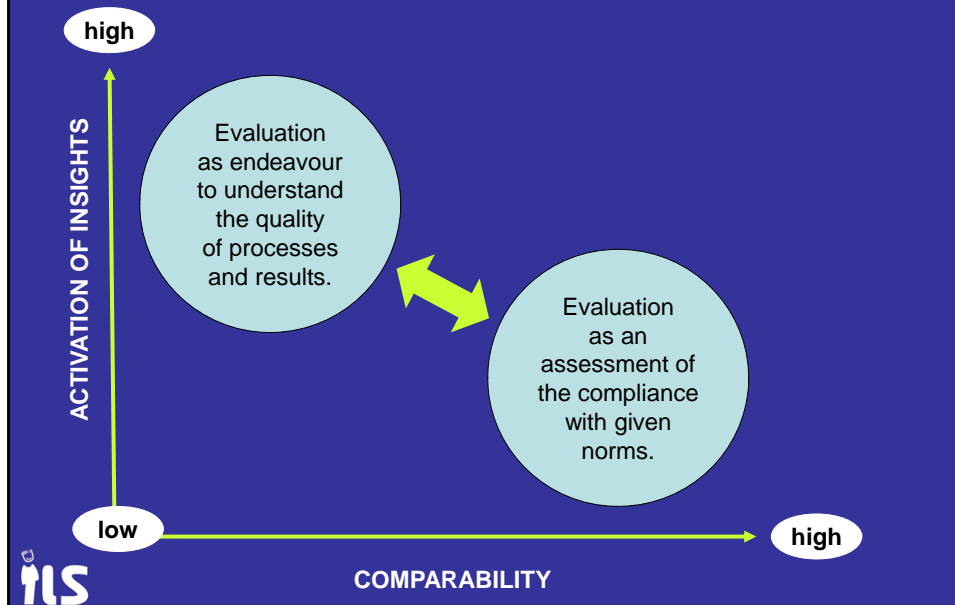 high
ACTIVATION OF INSIGHTS
Evaluation
as endeavour
to understand
the quality
of processes
and results.
Evaluation
as an
assessment of
the compliance
with given
norms.
low
high
COMPARABILITY
ILS